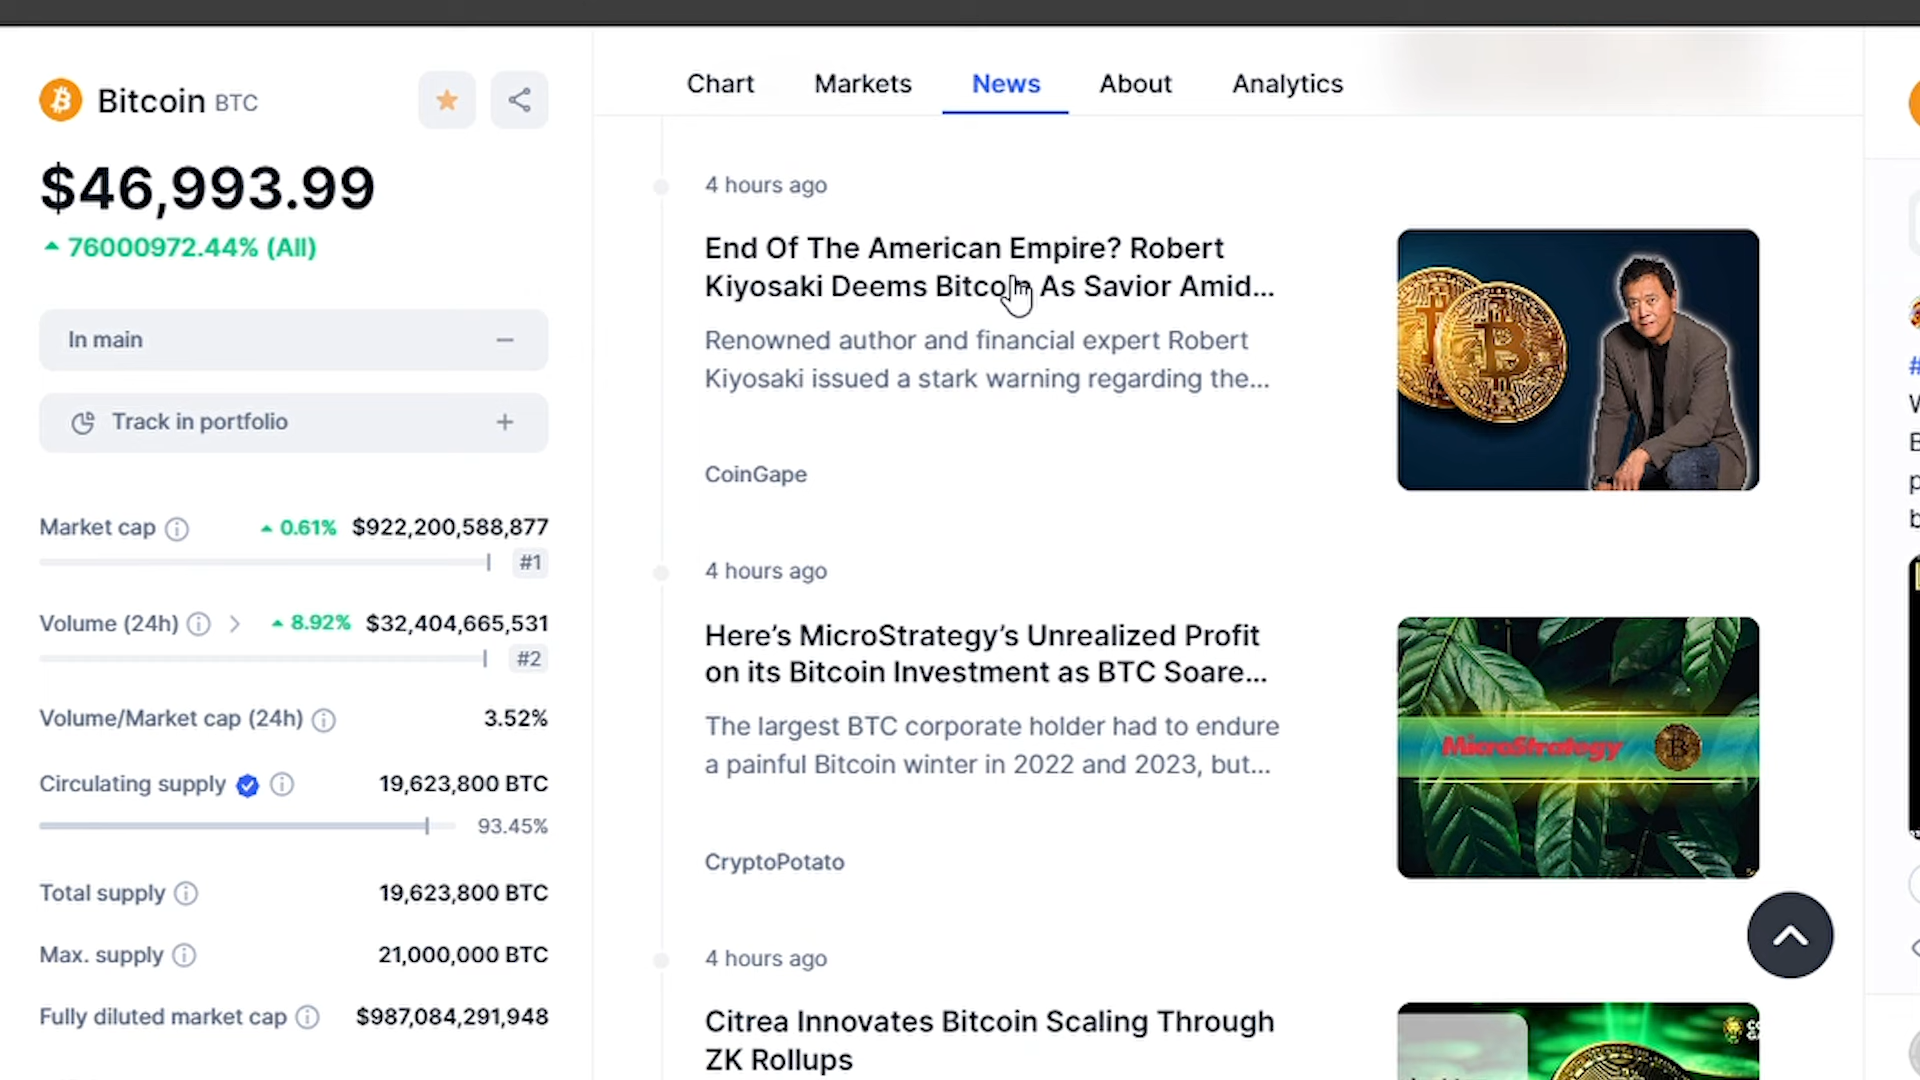 Bitcoin BTC
$46,993.99
76000972.44% (All)
In main
Track in portfolio
Market cap 0.61% $922,200,588,877
#1
Volume (24h) 8.92% $32,404,665,531
#2
Volume/Market cap (24h) 3.52%
Circulating supply 19,623,800 BTC
93.45%
Total supply 19,623,800 BTC
Max. supply 21,000,000 BTC
Fully diluted market cap $987,084,291,948
Chart Markets News About Analytics
4 hours ago
End Of The American Empire? Robert
Kiyosaki Deems Bitcoin As Savior Amid...
Renowned author and financial expert Robert
Kiyosaki issued a stark warning regarding the...
CoinGape
4 hours ago
Here’s MicroStrategy’s Unrealized Profit
on its Bitcoin Investment as BTC Soare...
The largest BTC corporate holder had to endure
a painful Bitcoin winter in 2022 and 2023, but...
MicroStrategy
CryptoPotato
4 hours ago
Citrea Innovates Bitcoin Scaling Through
ZK Rollups
#